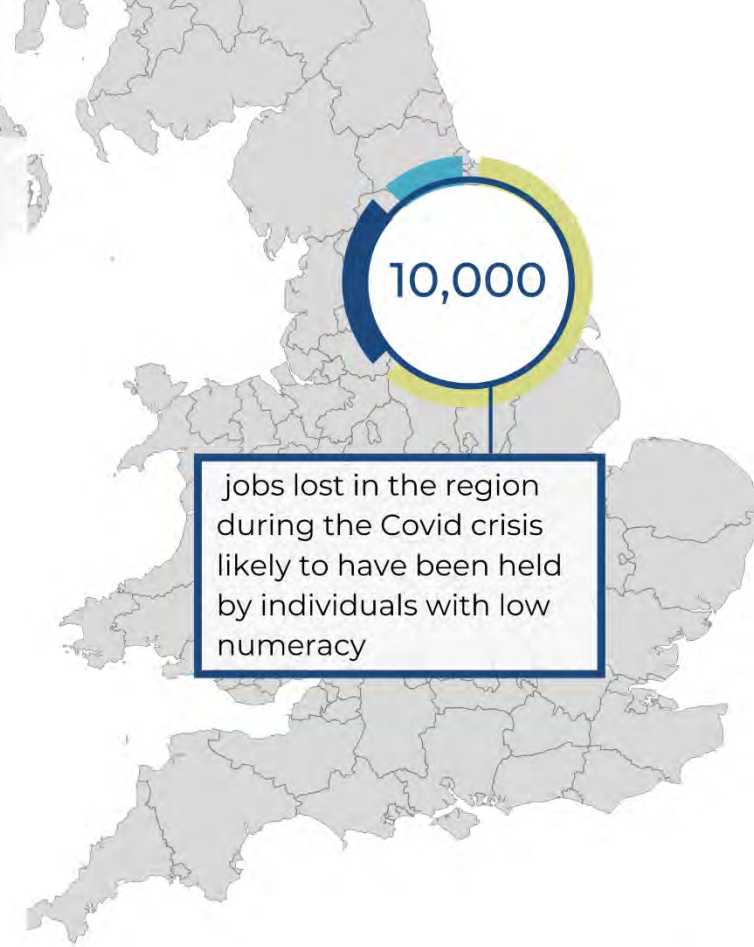 10,000
jobs lost in the region
during the Covid crisis
likely to have been held
by individuals with low
numeracy